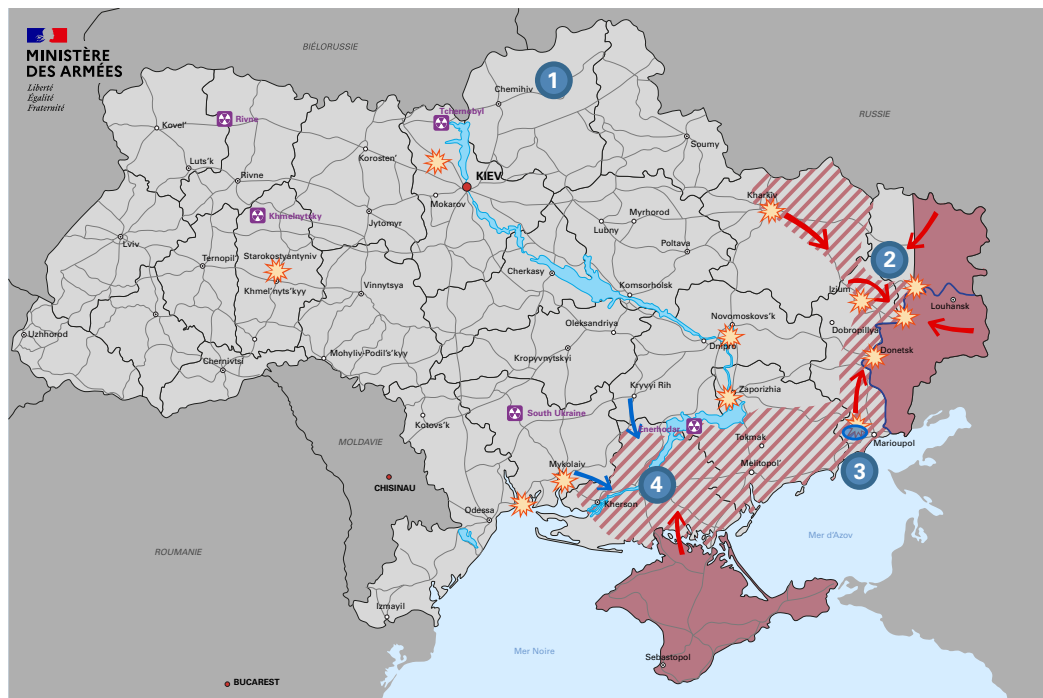 MINISTÈRE
DES ARMÉES
Liberté
Égalité
Fraternité
BIÉLORUSSIE
RUSSIE
1
Chernihiv
Tchernobyl
Rivne
Kovel'
Soumy
Korosten'
Luts'k
Rivne
KIEV
Kharkiv
Mokarov
Khmelnytsky
Jytomyr
Myrhorod
Lubny
Lviv
Poltava
Ternopil'
Starokostyantyniv
2
Cherkasy
Khmel'nyts'kyy
Vinnytsya
Komsomolsk
Izium
Louhansk
Novomoskovs'k
Oleksandriya
Dobropillya
Uzhhorod
Dnipro
Donetsk
Mohyliv-Podil's'kyy
Kropyvnytskyi
Chernivtsi
Kryvyi Rih
Zaporizhia
South Ukraine
Kotovs'k
Enerhodar
Tokmak
Marioupol
MOLDAVIE
Mykolaiv
Melitopol'
3
4
CHISINAU
Kherson
Odessa
Mer d'Azov
ROUMANIE
Izmayil
Mer Noire
Sebastopol
BUCAREST